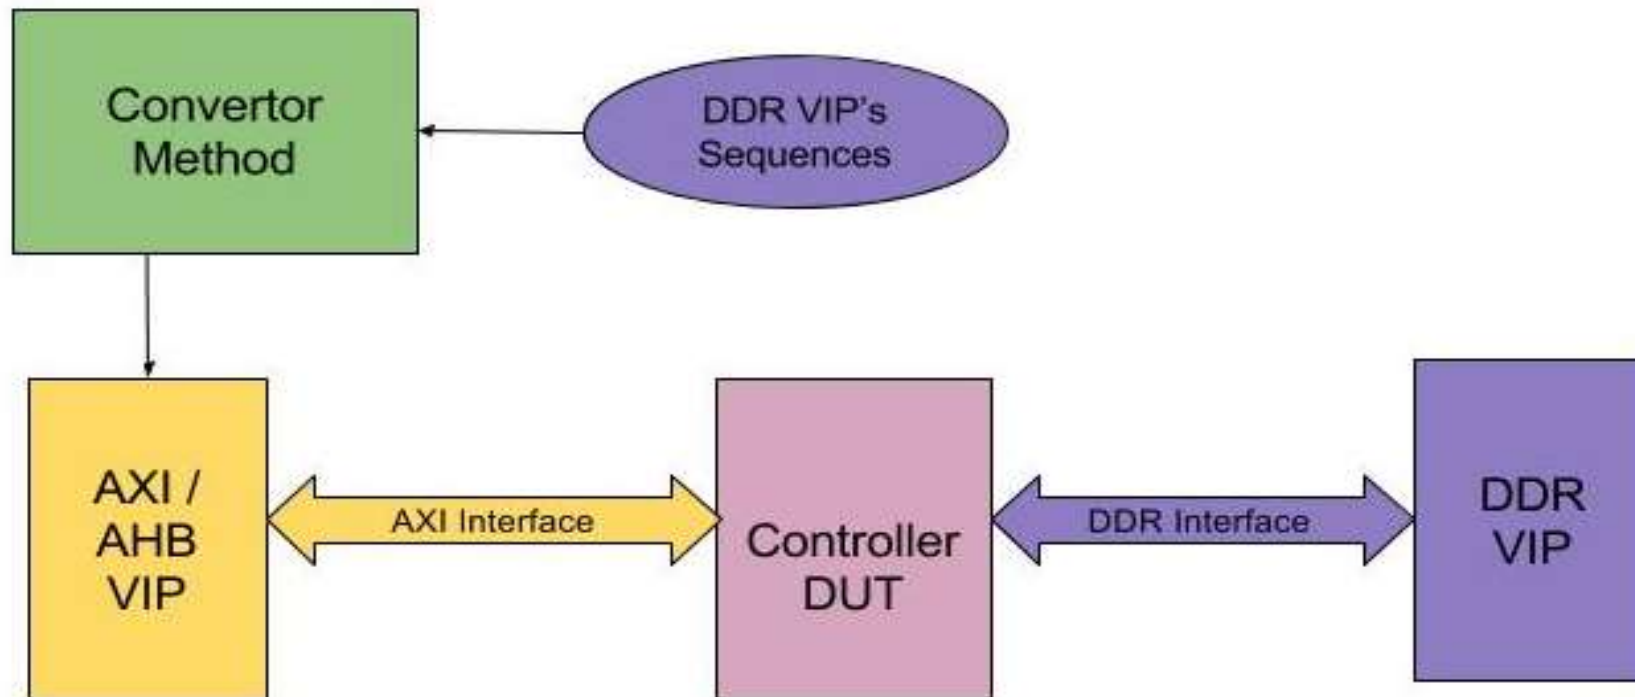 Convertor
Method
DDR VIP's
Sequences
AXI /
AHB
VIP
AXI Interface
Controller
DUT
DDR Interface
DDR
VIP